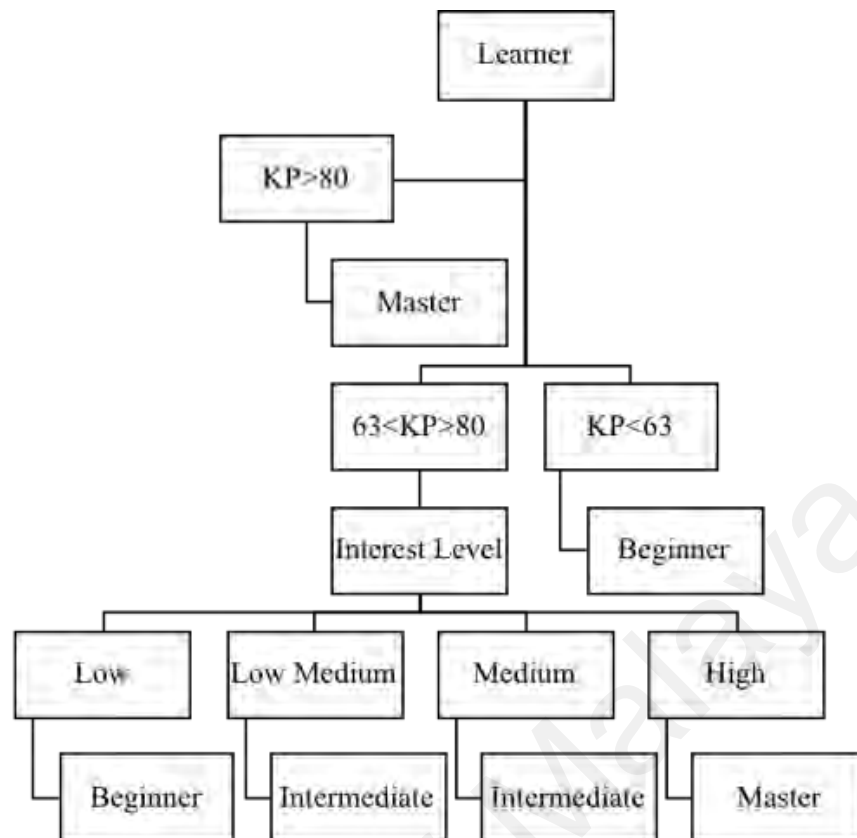 Learner
KP>80
Master
63<KP>80
KP<63
Interest Level
Beginner
Low
Low Medium
Medium
High
Beginner
Intermediate
Intermediate
Master
Malaya